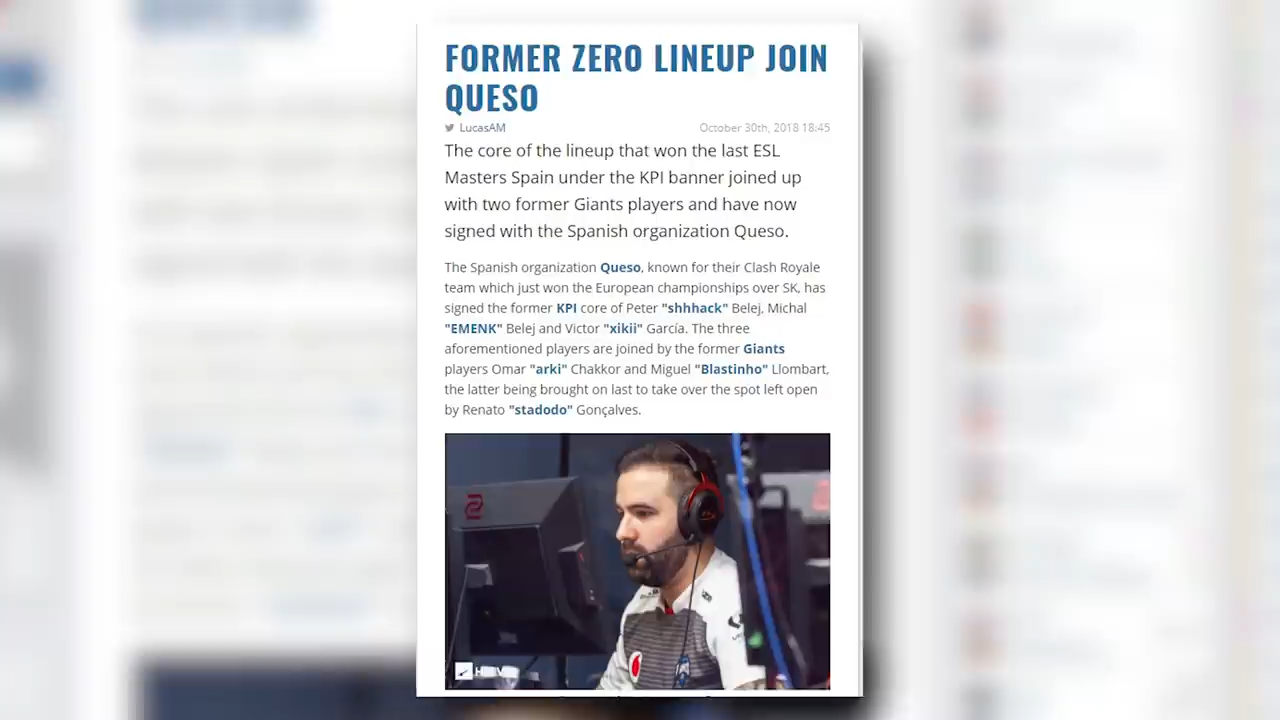 FORMER ZERO LINEUP JOIN
QUESO
LucasAM
October 30th, 2018 18:45
The core of the lineup that won the last ESL
Masters Spain under the KPI banner joined up
with two former Giants players and have now
signed with the Spanish organization Queso.
The Spanish organization Queso, known for their Clash Royale
team which just won the European championships over SK, has
signed the former KPI core of Peter "shhhack" Belej, Michal
"EMENK" Belej and Victor "xikii" García. The three
aforementioned players are joined by the former Giants
players Omar "arki" Chakkor and Miguel "Blastinho" Llombart,
the latter being brought on last to take over the spot left open
by Renato "stadodo" Gonçalves.